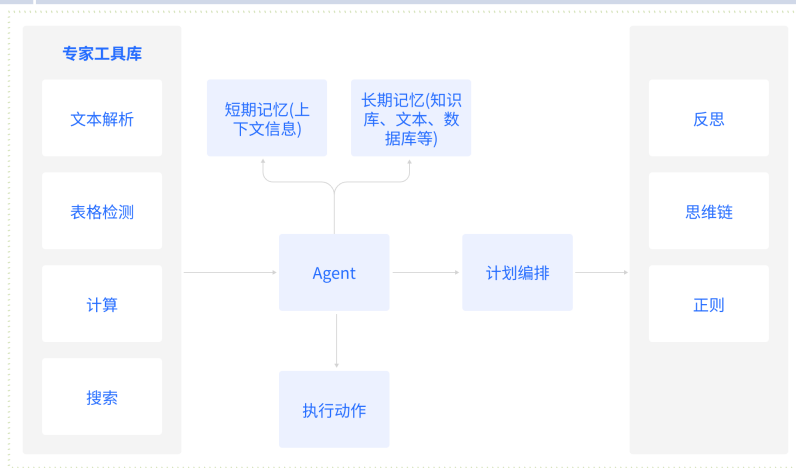 专家工具库
文本解析
表格检测
计算
搜索
短期记忆(上
下文信息)
长期记忆(知识
库、文本、数
据库等)
Agent
计划编排
执行动作
反思
思维链
正则